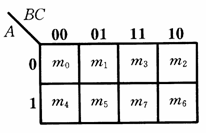 BC
A
00 01 11 10
0 m₀ m₁ m₃ m₂
1 m₄ m₅ m₇ m₆